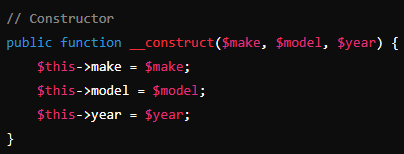 // Constructor
public function __construct($make, $model, $year) {
    $this->make = $make;
    $this->model = $model;
    $this->year = $year;
}